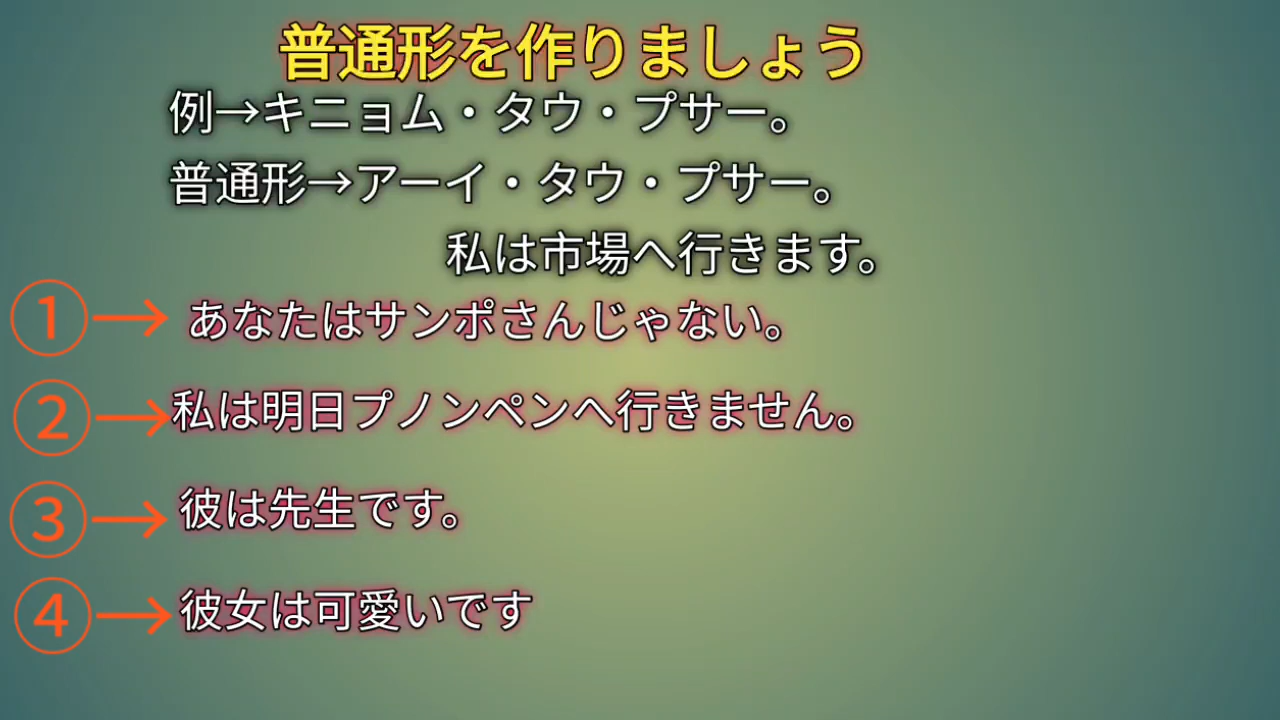 普通形を作りましょう
例→キニョム・タウ・プサー。
普通形→アーイ・タウ・プサー。
私は市場へ行きます。
①→ あなたはサンポさんじゃない。
②→私は明日プノンペンへ行きません。
③→ 彼は先生です。
④→ 彼女は可愛いです